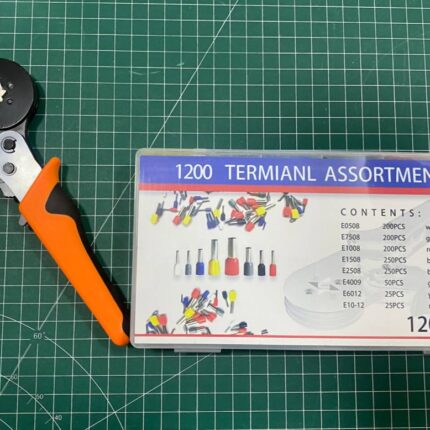 1200 TERMIANL ASSORTMEN
CONTENTS:
E0508 200PCS w
E7508 200PCS g
E1008 200PCS
E1508 250PCS b
E2508 250PCS b
E4009 50PCS g
E6012 25PCS
E10-12 25PCS
120
60
50
40